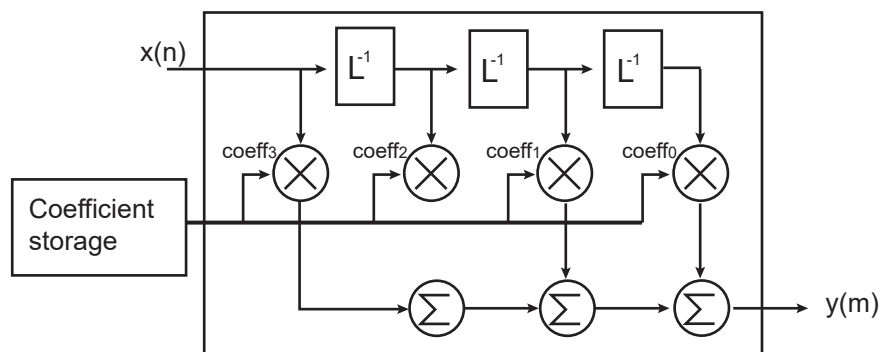 x(n)
L⁻¹
L⁻¹
L⁻¹
coeff₃
coeff₂
coeff₁
coeff₀
Coefficient
storage
Σ
Σ
Σ
y(m)